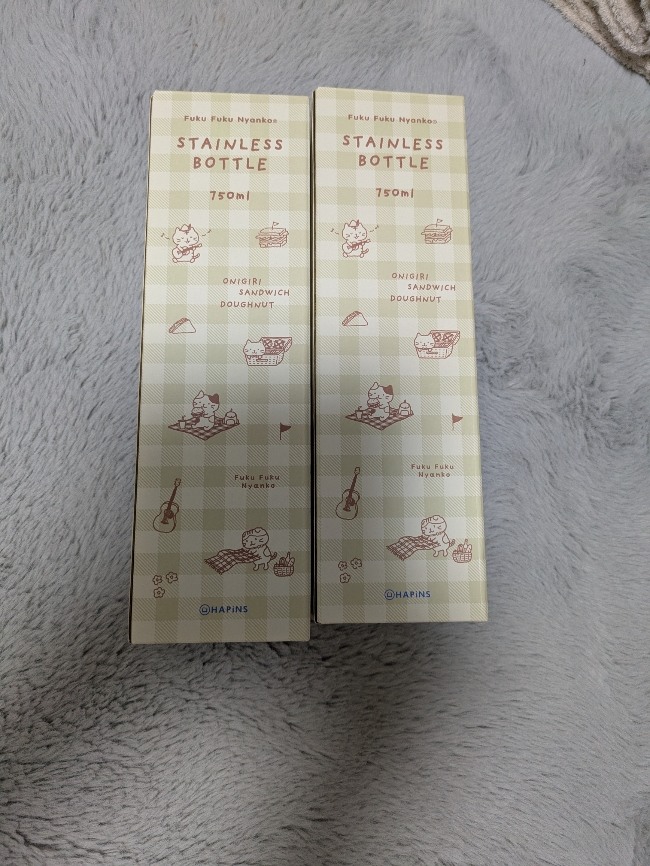 Fuku Fuku Nyanko®
STAINLESS
BOTTLE
750ml
ONIGIRI
SANDWICH
DOUGHNUT
Fuku Fuku
Nyanko
HAPiNS
Fuku Fuku Nyanko®
STAINLESS
BOTTLE
750ml
ONIGIRI
SANDWICH
DOUGHNUT
Fuku Fuku
Nyanko
HAPiNS